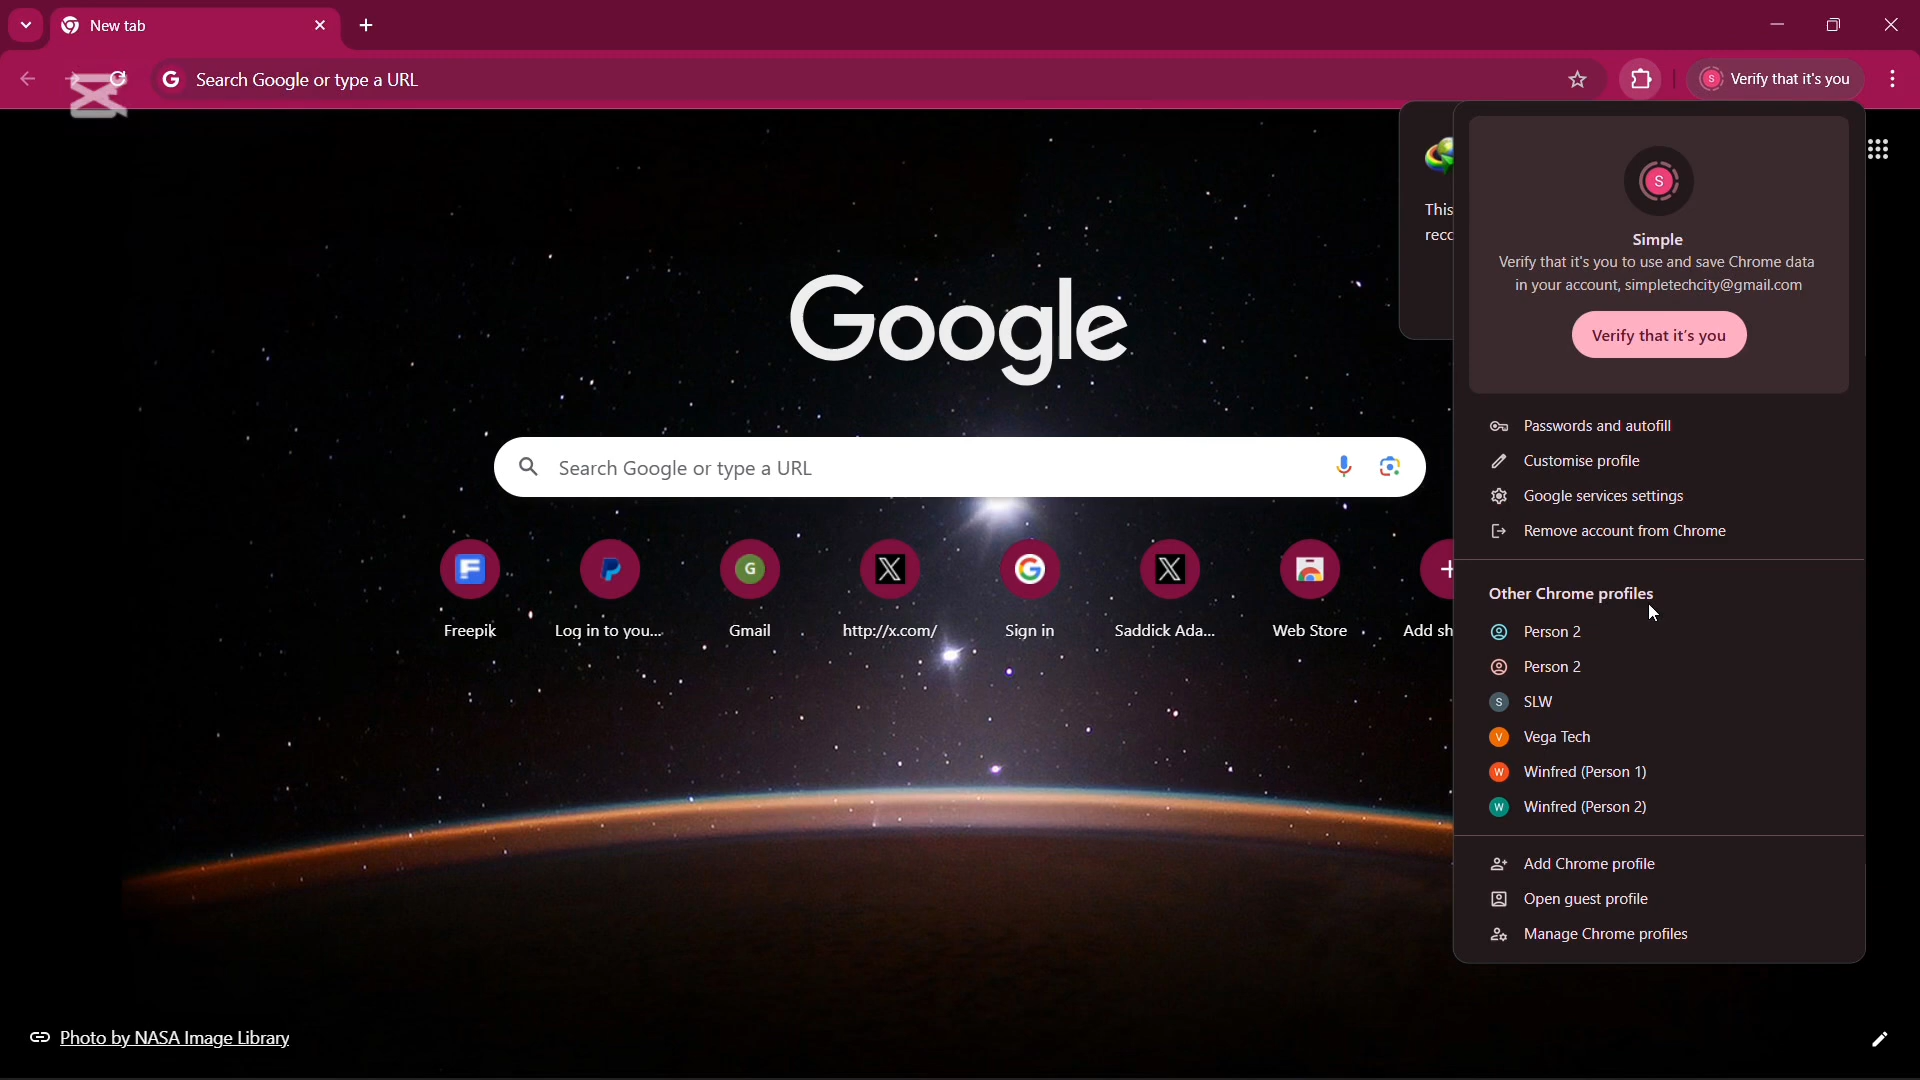 New tab
Search Google or type a URL
Verify that it's you
This
recc
S
Simple
Verify that it's you to use and save Chrome data
in your account, simpletechcity@gmail.com
Verify that it's you
Google
Search Google or type a URL
Passwords and autofill
Customise profile
Google services settings
Remove account from Chrome
Freepik
Log in to you...
Gmail
http://x.com/
Sign in
Saddick Ada...
Web Store
Add sh
Other Chrome profiles
Person 2
Person 2
SLW
Vega Tech
Winfred (Person 1)
Winfred (Person 2)
Add Chrome profile
Open guest profile
Manage Chrome profiles
Photo by NASA Image Library